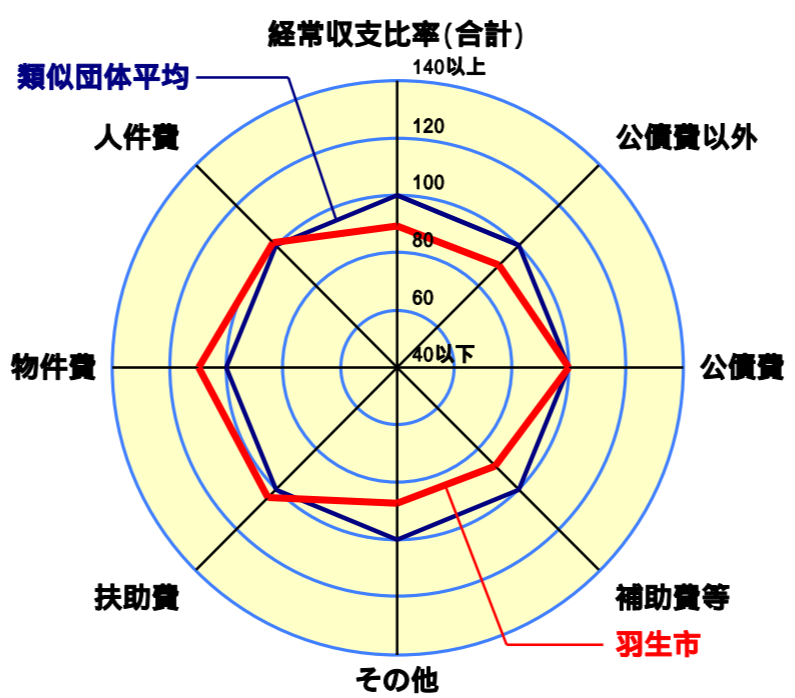 経常収支比率(合計)
類似団体平均
140以上
人件費
120
公債費以外
100
80
60
40以下
物件費
公債費
扶助費
補助費等
羽生市
その他